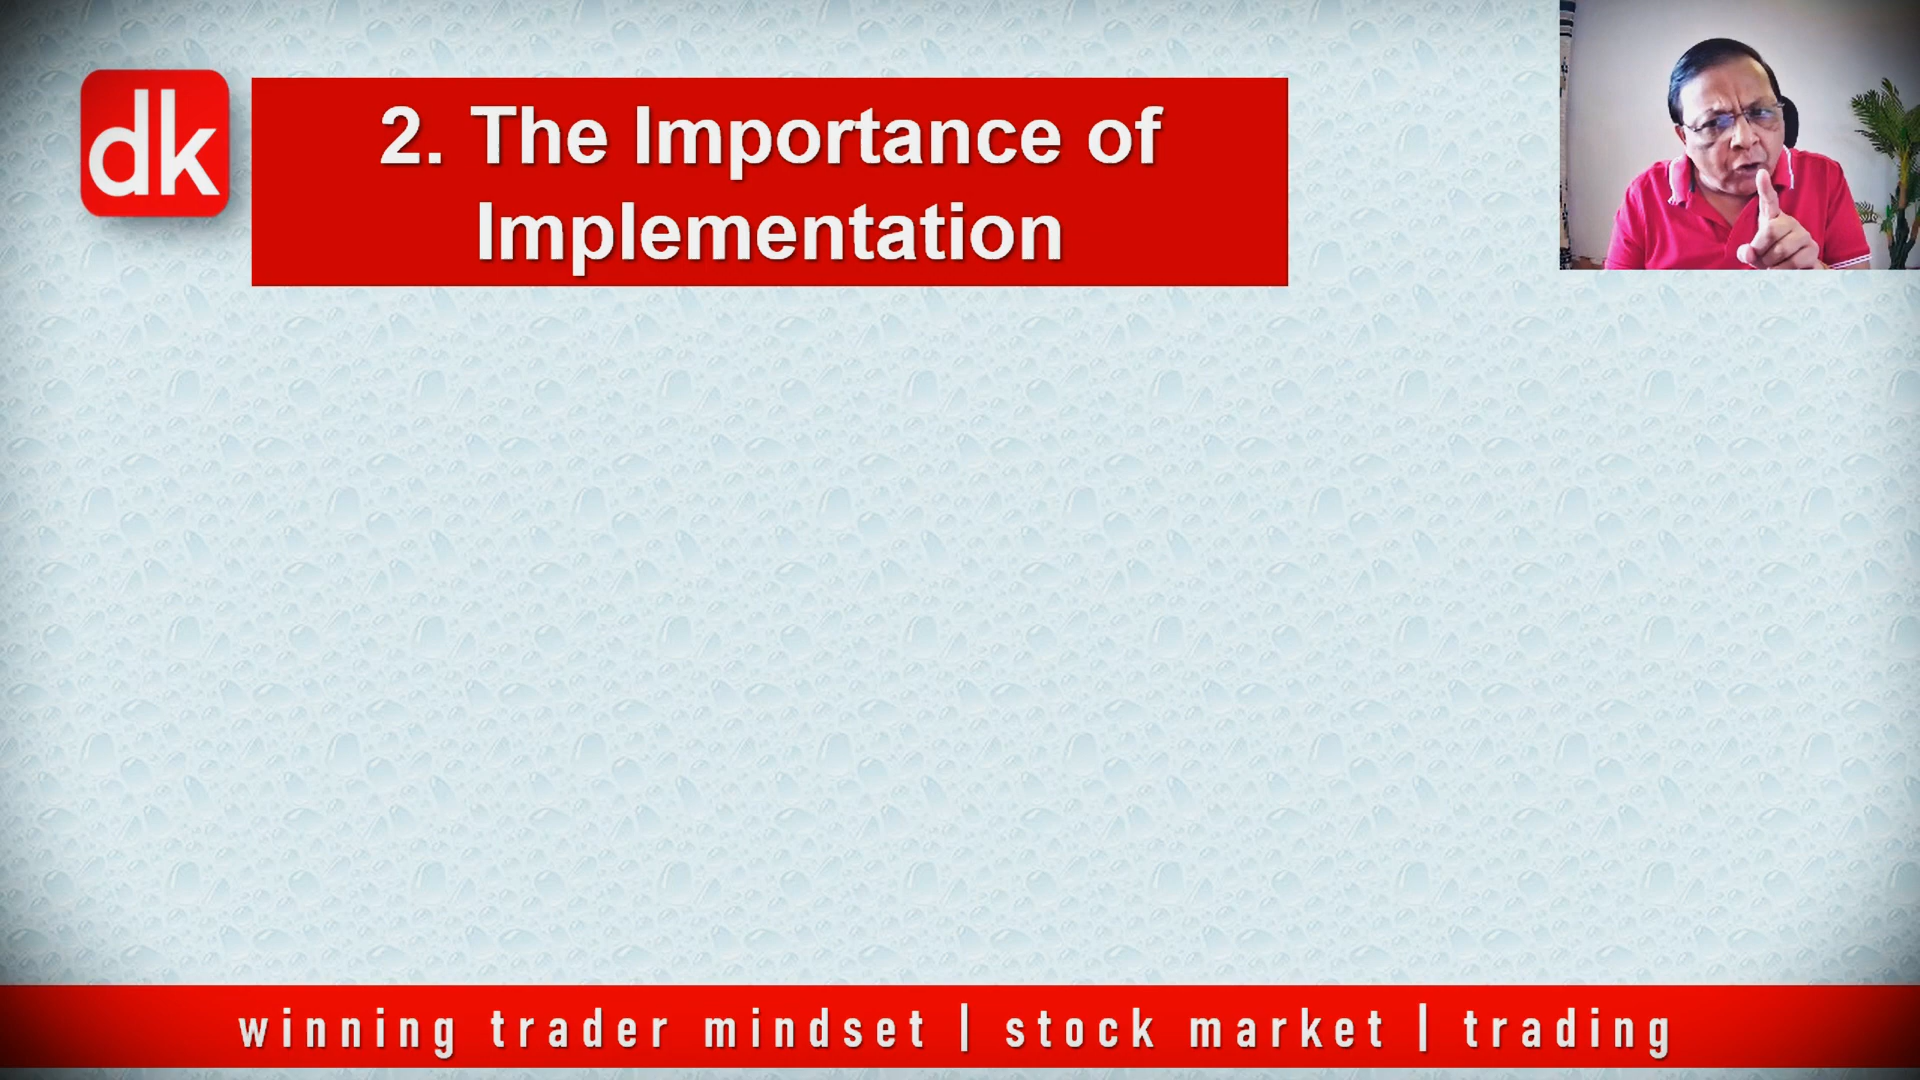 dk
2. The Importance of
Implementation
winning trader mindset | stock market | trading